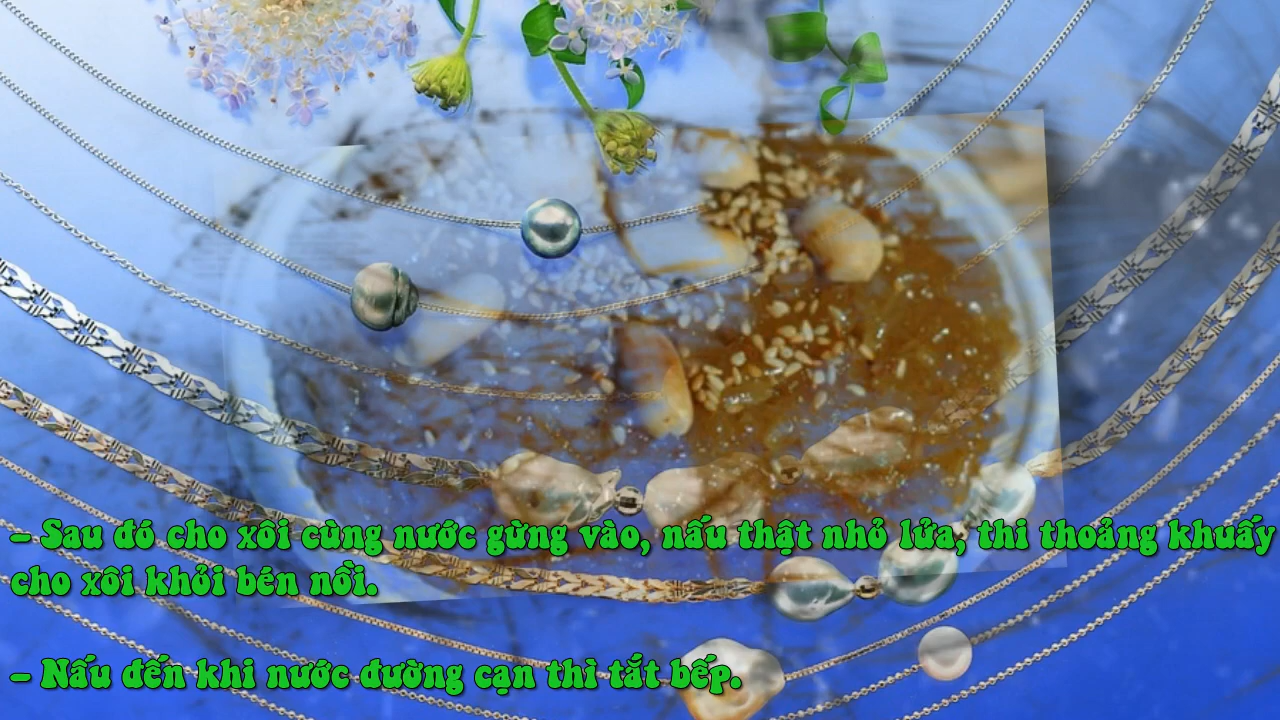 – Sau đó cho xôi cùng nước gừng vào, nấu thật nhỏ lửa, thi thoảng khuấy
cho xôi khỏi bén nồi.
– Nấu đến khi nước đường cạn thì tắt bếp.